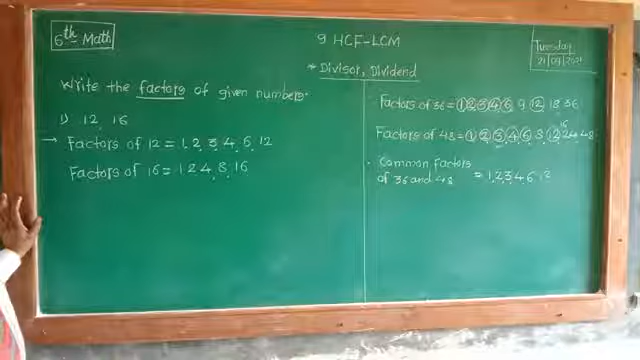 6th Math
9 HCF-LCM
Tuesday
21/09/2021
* Divisor, Dividend
Write the factors of given numbers.
1) 12, 16
→ Factors of 12 = 1, 2, 3, 4, 6, 12
Factors of 16 = 1, 2 4, 8, 16
Factors of 36 = 1 2 3 4 6 9 12 18 36
Factors of 48 = 1 2 3 4 6 8 12 16 24 48
Common factors
of 36 and 48 = 1, 2, 3, 4 6 12